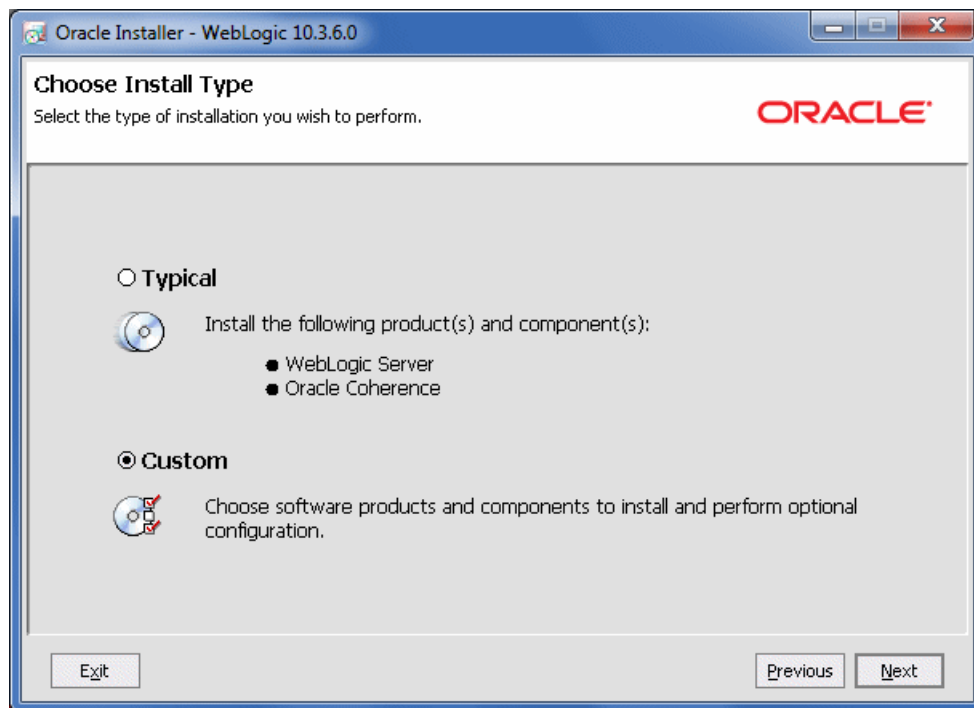 Oracle Installer - WebLogic 10.3.6.0
Choose Install Type
Select the type of installation you wish to perform.
ORACLE
Typical
Install the following product(s) and component(s):
WebLogic Server
Oracle Coherence
Custom
Choose software products and components to install and perform optional
configuration.
Exit
Previous
Next